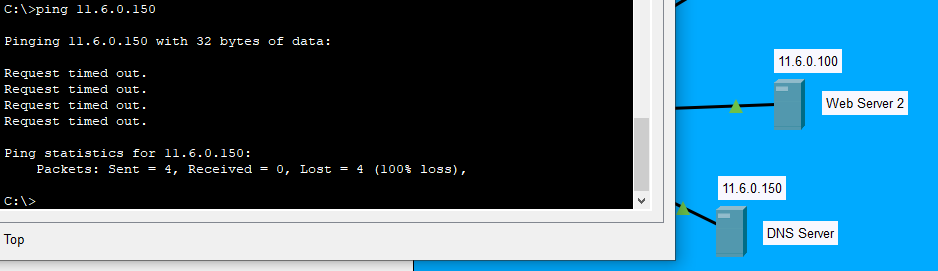 C:\>ping 11.6.0.150
Pinging 11.6.0.150 with 32 bytes of data:
Request timed out.
Request timed out.
Request timed out.
Request timed out.
Ping statistics for 11.6.0.150:
    Packets: Sent = 4, Received = 0, Lost = 4 (100% loss),
C:\>
Top
11.6.0.100
Web Server 2
11.6.0.150
DNS Server